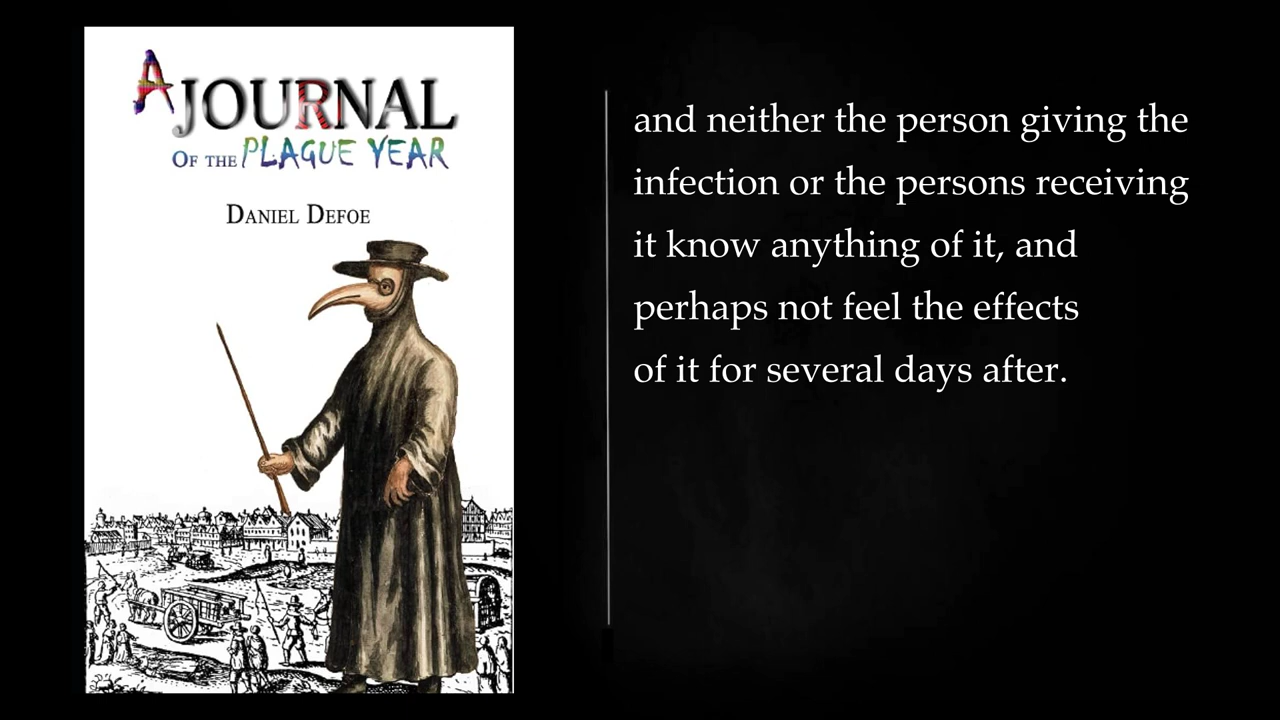 A JOURNAL
OF THE PLAGUE YEAR
DANIEL DEFOE
and neither the person giving the
infection or the persons receiving
it know anything of it, and
perhaps not feel the effects
of it for several days after.